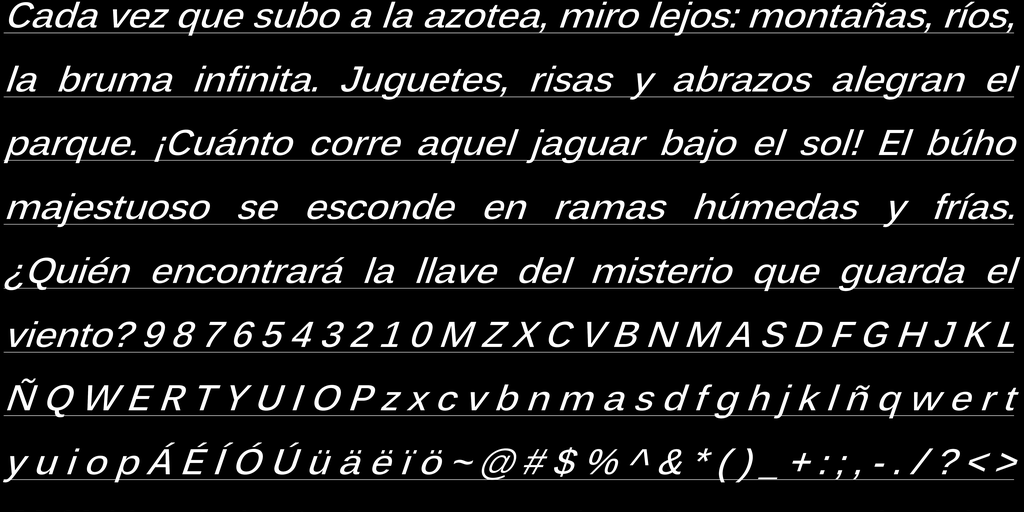 Cada vez que subo a la azotea, miro lejos: montañas, ríos,
la bruma infinita. Juguetes, risas y abrazos alegran el
parque. ¡Cuánto corre aquel jaguar bajo el sol! El búho
majestuoso se esconde en ramas húmedas y frías.
¿Quién encontrará la llave del misterio que guarda el
viento? 9 8 7 6 5 4 3 2 1 0 M Z X C V B N M A S D F G H J K L
Ñ Q W E R T Y U I O P z x c v b n m a s d f g h j k l ñ q w e r t
y u i o p Á É Í Ó Ú ü ä ë ï ö ~ @ # $ % ^ & * ( ) _ + : ; , - . / ? < >